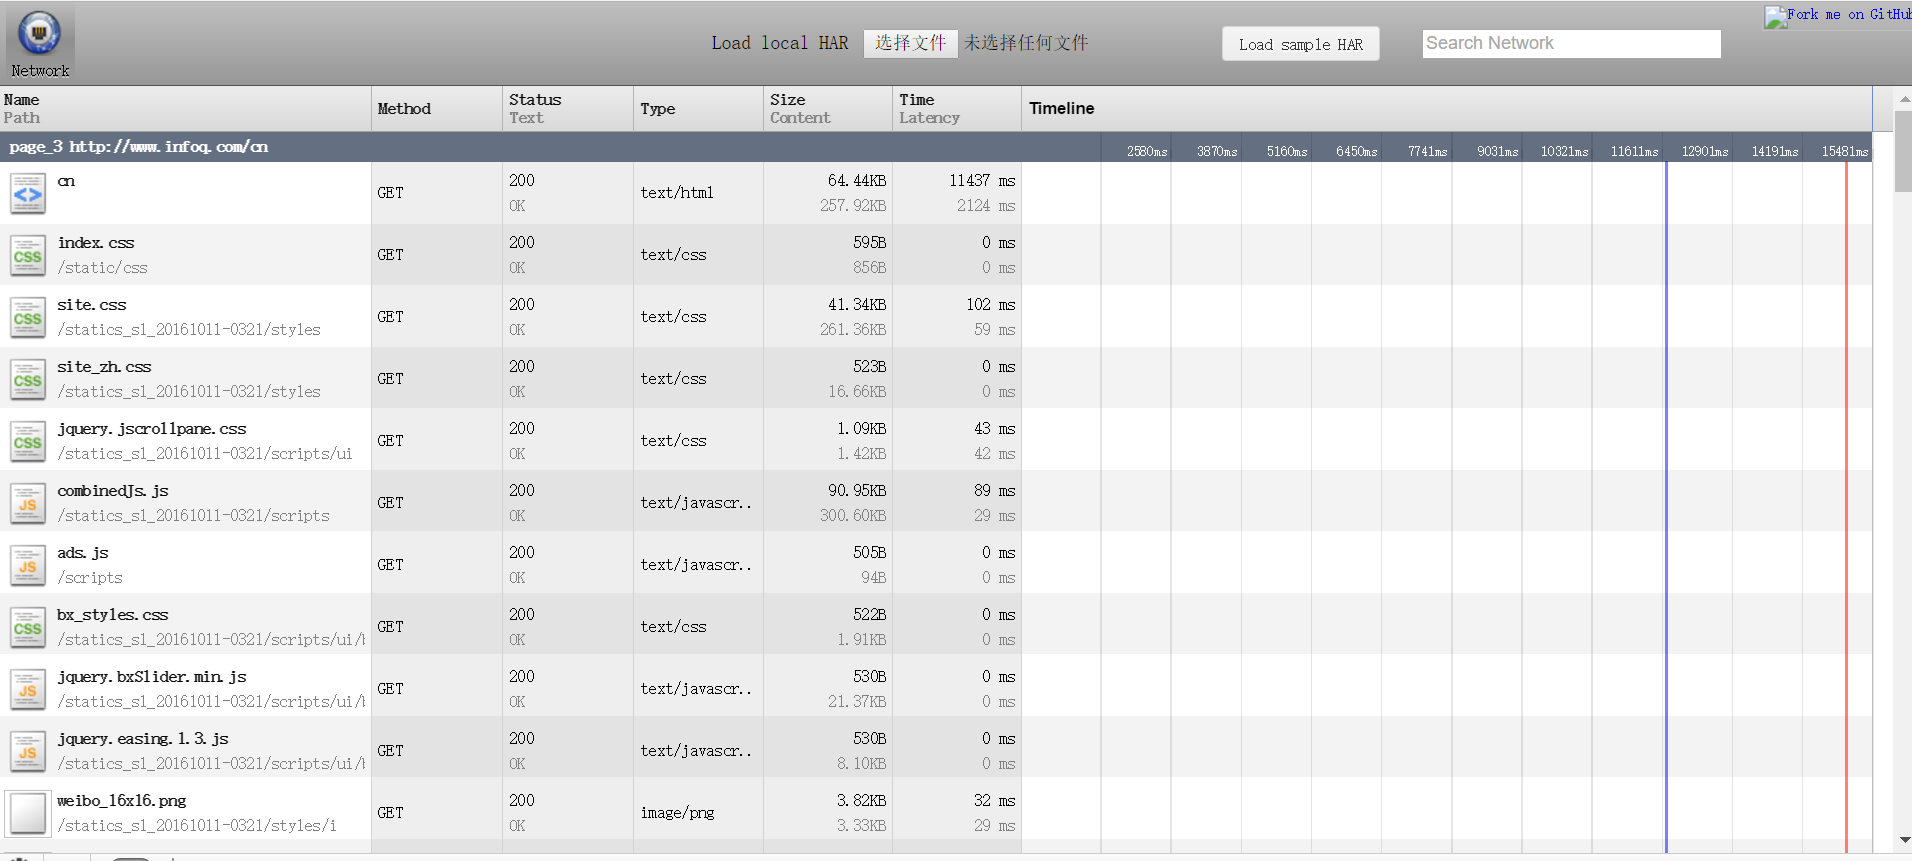 Network
Load local HAR 选择文件 未选择任何文件
Load sample HAR
Search Network
Fork me on GitHub
Name Path Method Status Text Type Size Content Time Latency Timeline
page_3 http://www.infoq.com/cn 2580ms 3870ms 5160ms 6450ms 7741ms 9031ms 10321ms 11611ms 12901ms 14191ms 15481ms
cn GET 200 OK text/html 64.44KB 257.92KB 11437 ms 2124 ms
index.css /static/css GET 200 OK text/css 595B 856B 0 ms 0 ms
site.css /statics_s1_20161011-0321/styles GET 200 OK text/css 41.34KB 261.36KB 102 ms 59 ms
site_zh.css /statics_s1_20161011-0321/styles GET 200 OK text/css 523B 16.66KB 0 ms 0 ms
jquery.jscrollpane.css /statics_s1_20161011-0321/scripts/ui GET 200 OK text/css 1.09KB 1.42KB 43 ms 42 ms
combinedJs.js /statics_s1_20161011-0321/scripts GET 200 OK text/javascr.. 90.95KB 300.60KB 89 ms 29 ms
ads.js /scripts GET 200 OK text/javascr.. 505B 94B 0 ms 0 ms
bx_styles.css /statics_s1_20161011-0321/scripts/ui/ GET 200 OK text/css 522B 1.91KB 0 ms 0 ms
jquery.bxSlider.min.js /statics_s1_20161011-0321/scripts/ui/ GET 200 OK text/javascr.. 530B 21.37KB 0 ms 0 ms
jquery.easing.1.3.js /statics_s1_20161011-0321/scripts/ui/ GET 200 OK text/javascr.. 530B 8.10KB 0 ms 0 ms
weibo_16x16.png /statics_s1_20161011-0321/styles/i GET 200 OK image/png 3.82KB 3.33KB 32 ms 29 ms